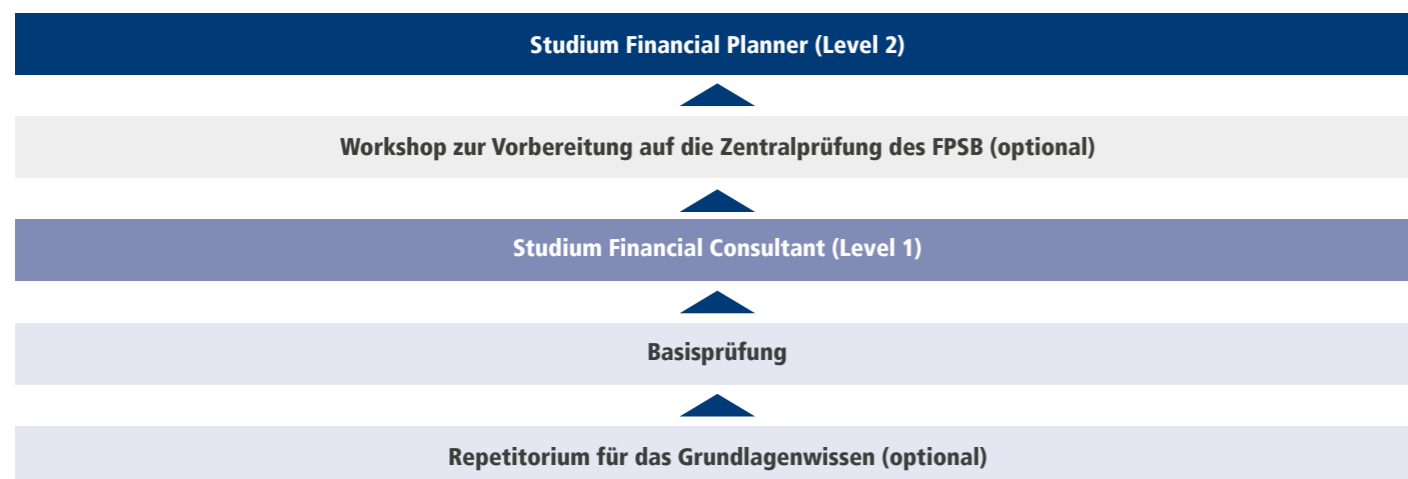 Studium Financial Planner (Level 2)
Workshop zur Vorbereitung auf die Zentralprüfung des FPSB (optional)
Studium Financial Consultant (Level 1)
Basisprüfung
Repetitorium für das Grundlagenwissen (optional)